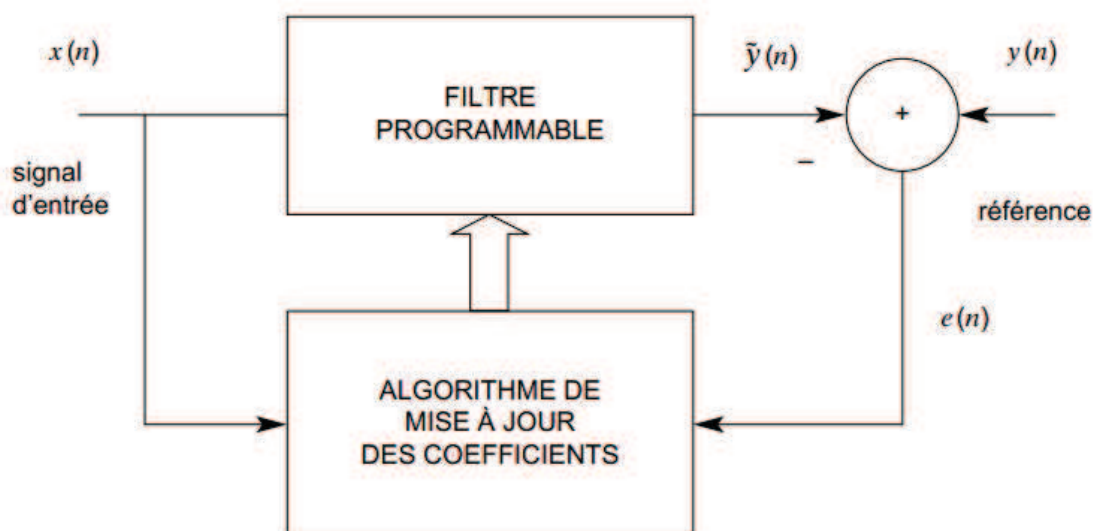 x(n)
FILTRE
PROGRAMMABLE
ỹ(n)
+
y(n)
–
signal
d'entrée
référence
e(n)
ALGORITHME DE
MISE À JOUR
DES COEFFICIENTS